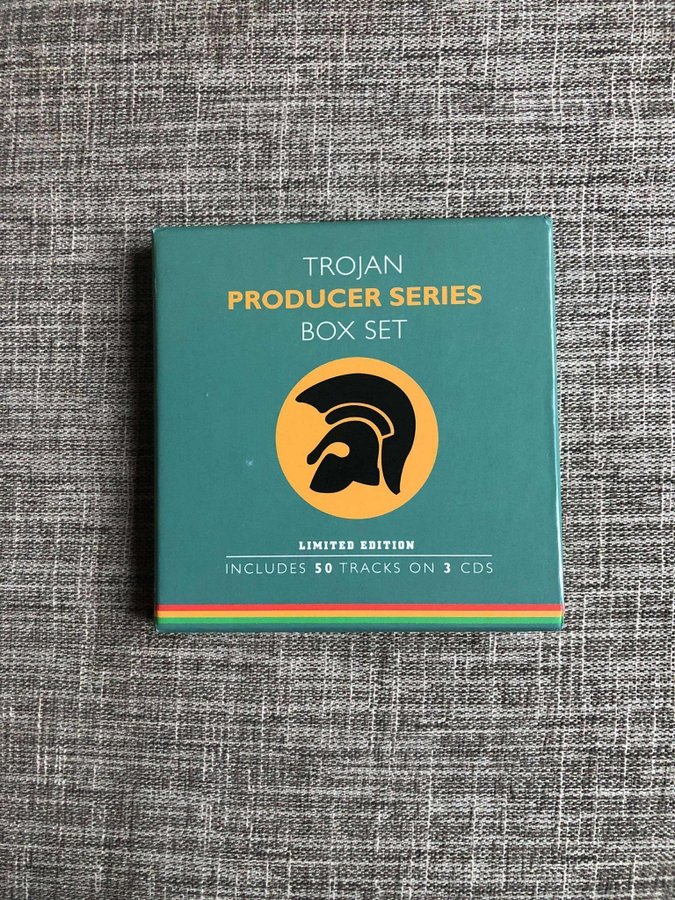 TROJAN
PRODUCER SERIES
BOX SET
LIMITED EDITION
INCLUDES 50 TRACKS ON 3 CDS